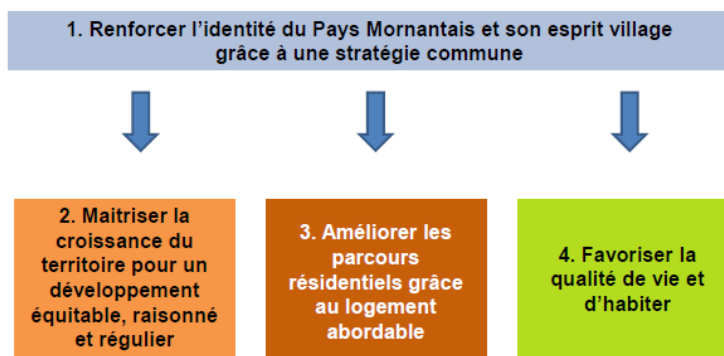 1. Renforcer l'identité du Pays Mornantais et son esprit village
grâce à une stratégie commune
2. Maitriser la
croissance du
territoire pour un
développement
équitable, raisonné
et régulier
3. Améliorer les
parcours
résidentiels grâce
au logement
abordable
4. Favoriser la
qualité de vie et
d'habiter